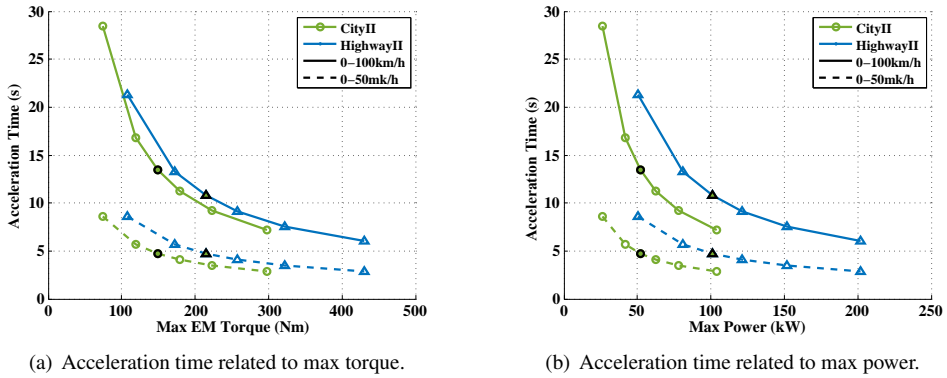 30
25
20
15
10
5
0
Acceleration Time (s)
0 100 200 300 400 500
Max EM Torque (Nm)
CityII
HighwayII
0−100km/h
0−50mk/h
(a) Acceleration time related to max torque.
30
25
20
15
10
5
0
Acceleration Time (s)
0 50 100 150 200 250
Max Power (kW)
CityII
HighwayII
0−100km/h
0−50mk/h
(b) Acceleration time related to max power.